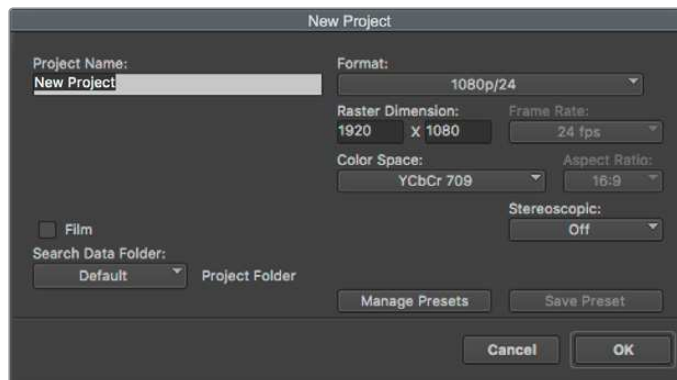 New Project
Project Name:
New Project
Format:
1080p/24
Raster Dimension:
Frame Rate:
1920 x 1080
24 fps
Color Space:
Aspect Ratio:
YCbCr 709
16:9
Stereoscopic:
Off
Film
Search Data Folder:
Default
Project Folder
Manage Presets
Save Preset
Cancel
OK